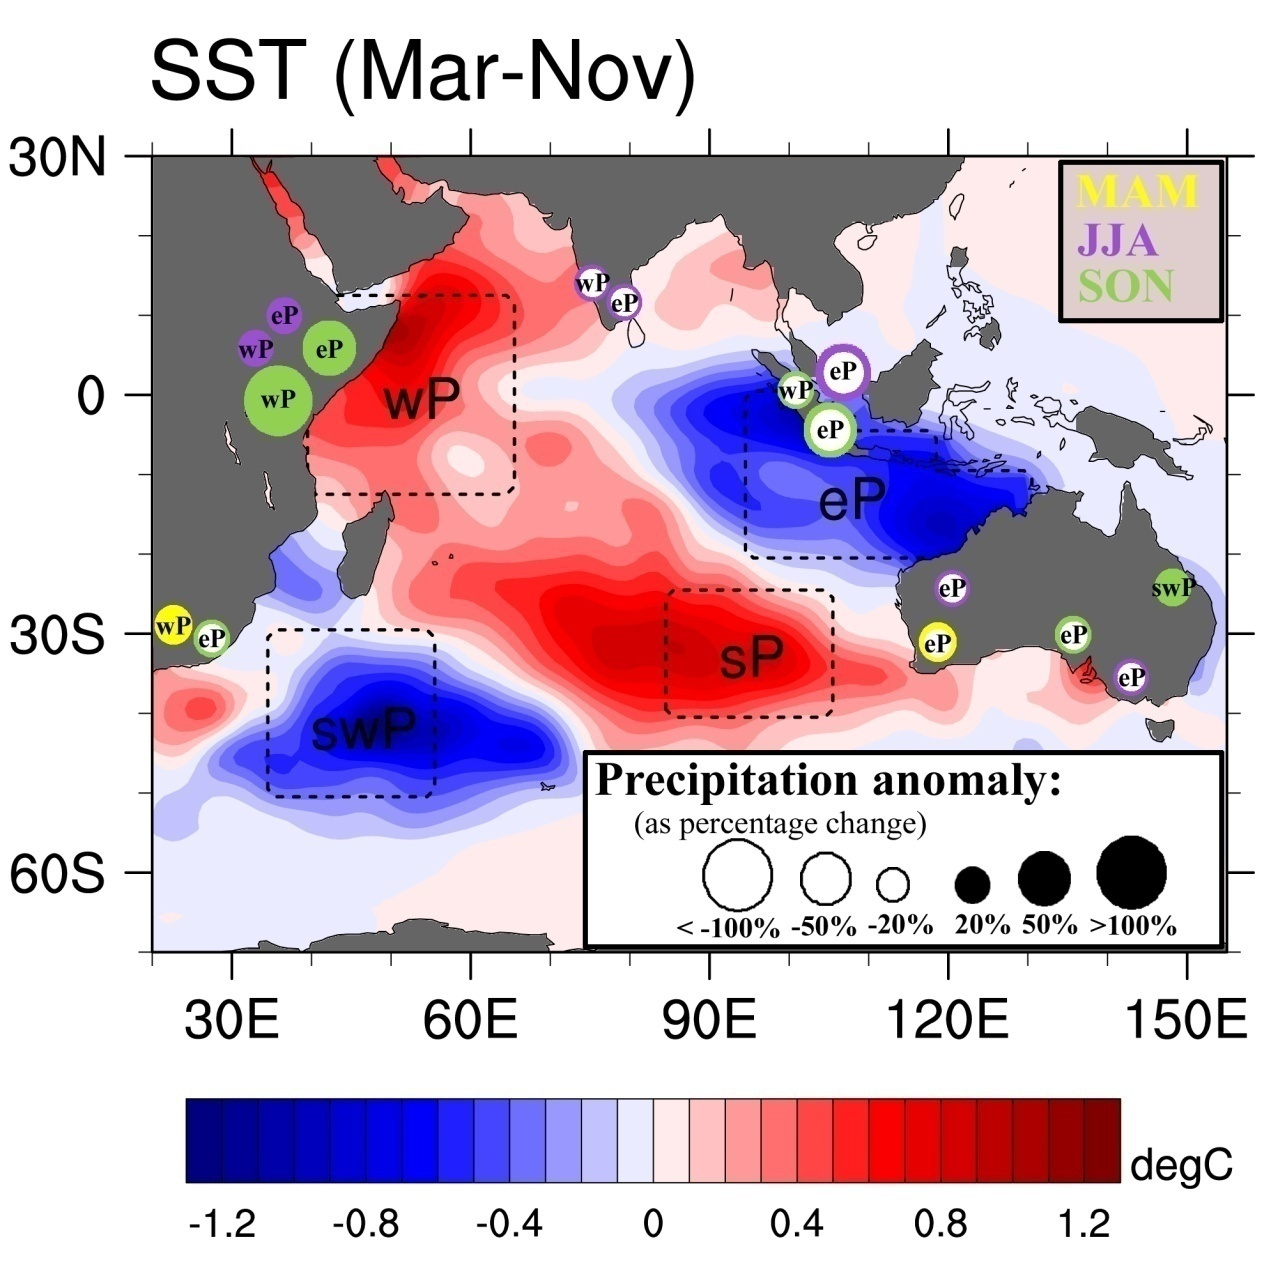 SST (Mar-Nov)
30N
0
30S
60S
MAM
JJA
SON
wP
eP
eP
wP
eP
wP
wP
eP
wP
eP
eP
wP
eP
swP
wP
eP
eP
eP
eP
swP
sP
eP
Precipitation anomaly:
(as percentage change)
< -100% -50% -20% 20% 50% >100%
30E 60E 90E 120E 150E
degC
-1.2 -0.8 -0.4 0 0.4 0.8 1.2